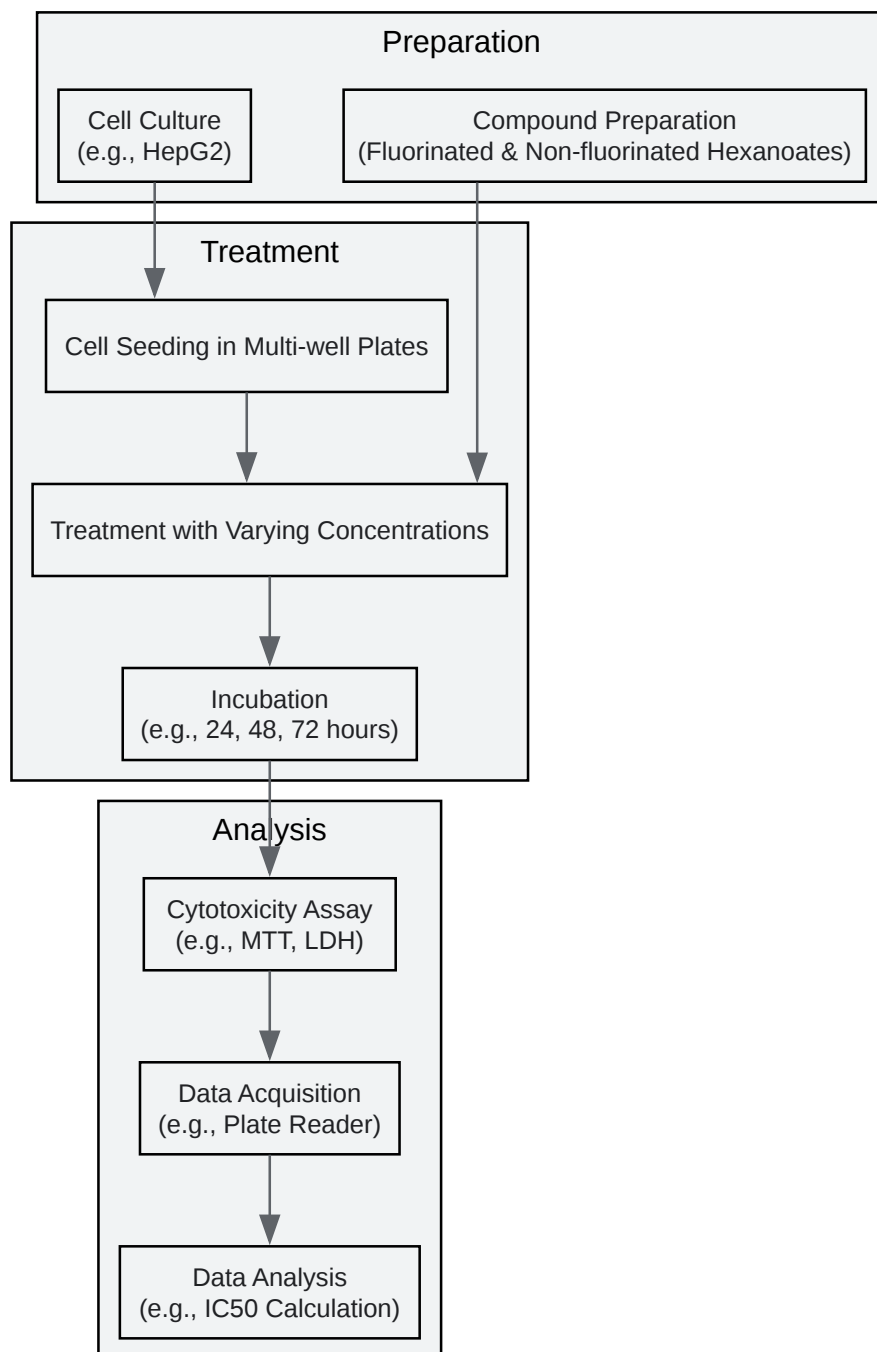 Preparation
Cell Culture
(e.g., HepG2)
Compound Preparation
(Fluorinated & Non-fluorinated Hexanoates)
Treatment
Cell Seeding in Multi-well Plates
Treatment with Varying Concentrations
Incubation
(e.g., 24, 48, 72 hours)
Analysis
Cytotoxicity Assay
(e.g., MTT, LDH)
Data Acquisition
(e.g., Plate Reader)
Data Analysis
(e.g., IC50 Calculation)